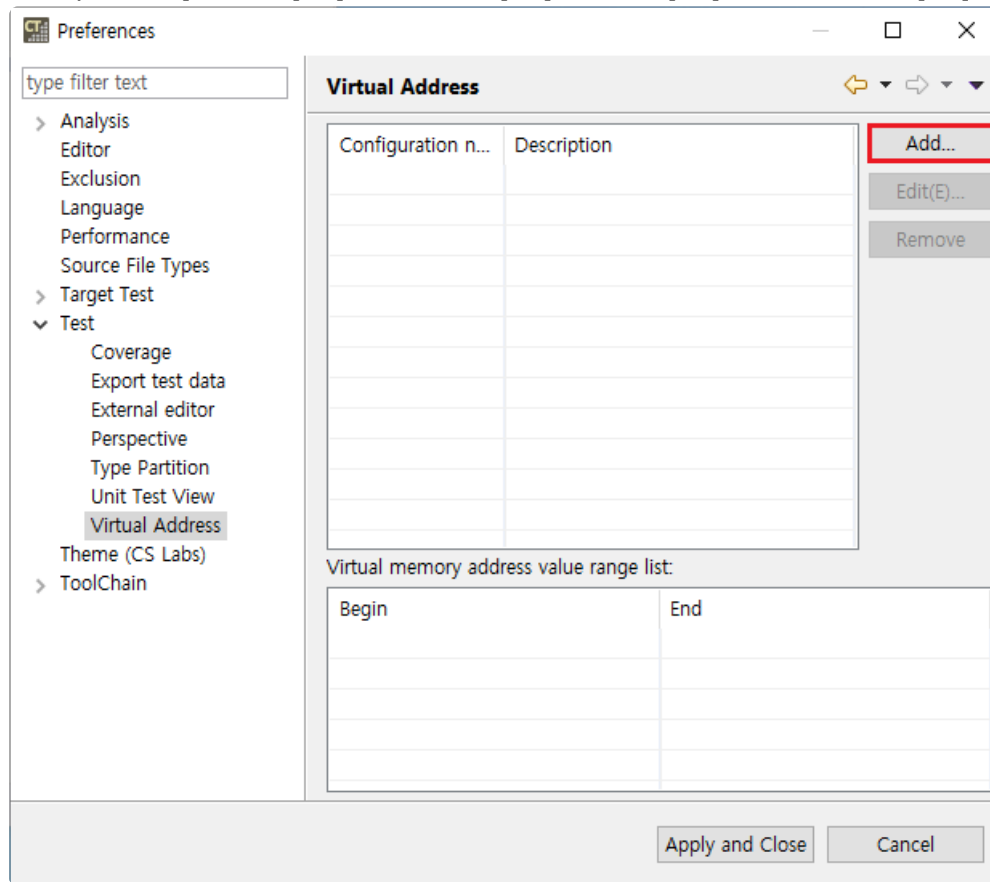 Preferences
type filter text
Analysis
Editor
Exclusion
Language
Performance
Source File Types
Target Test
Test
Coverage
Export test data
External editor
Perspective
Type Partition
Unit Test View
Virtual Address
Theme (CS Labs)
ToolChain
Virtual Address
Configuration n... Description
Add...
Edit(E)...
Remove
Virtual memory address value range list:
Begin End
Apply and Close Cancel